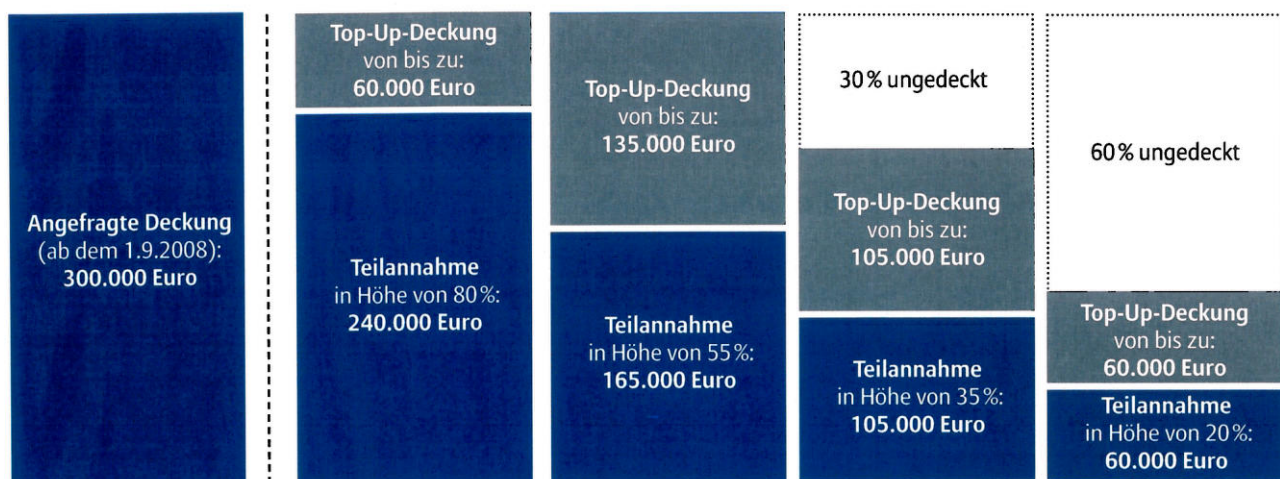 Angefragte Deckung
(ab dem 1.9.2008):
300.000 Euro
Top-Up-Deckung
von bis zu:
60.000 Euro
Teilannahme
in Höhe von 80%:
240.000 Euro
Top-Up-Deckung
von bis zu:
135.000 Euro
Teilannahme
in Höhe von 55%:
165.000 Euro
30% ungedeckt
Top-Up-Deckung
von bis zu:
105.000 Euro
Teilannahme
in Höhe von 35%:
105.000 Euro
60% ungedeckt
Top-Up-Deckung
von bis zu:
60.000 Euro
Teilannahme
in Höhe von 20%:
60.000 Euro